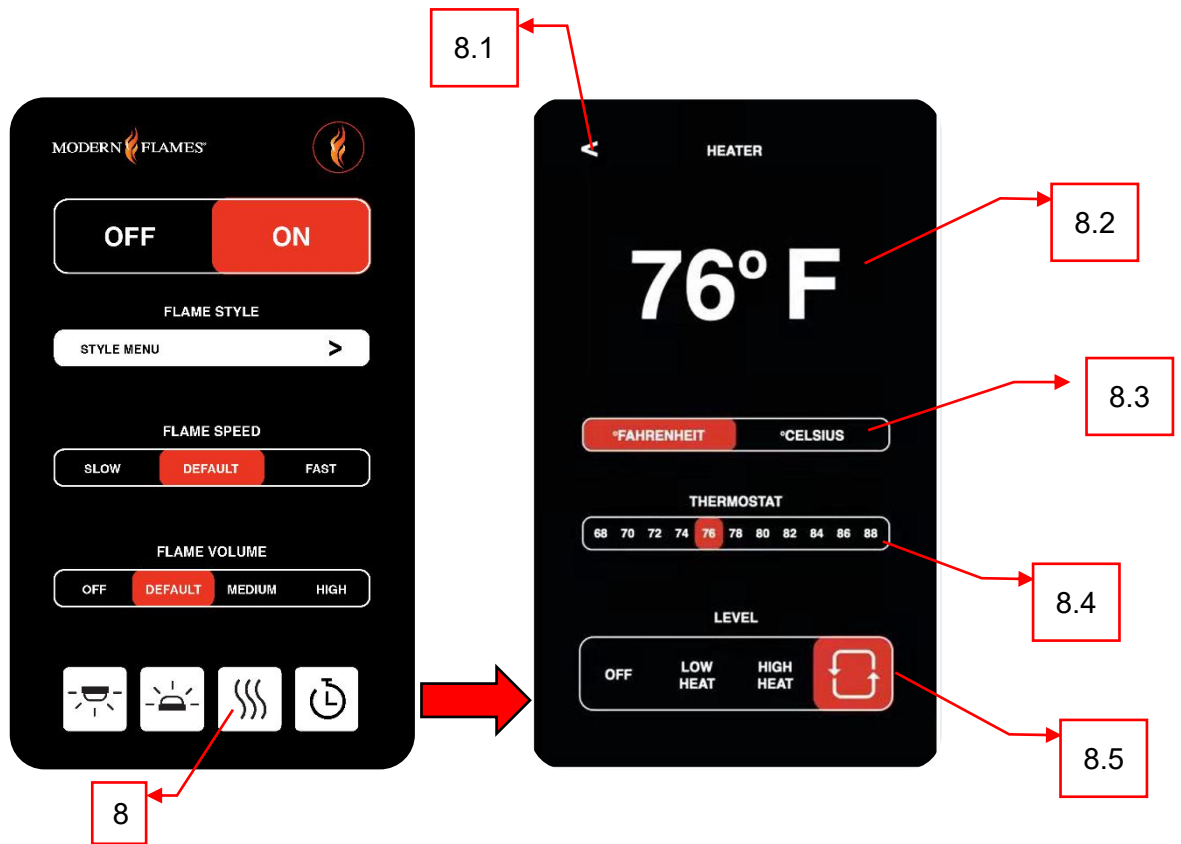 8.1
MODERN FLAMES®
OFF ON
FLAME STYLE
STYLE MENU >
FLAME SPEED
SLOW DEFAULT FAST
FLAME VOLUME
OFF DEFAULT MEDIUM HIGH
8
< HEATER
8.2
76° F
8.3
°FAHRENHEIT °CELSIUS
THERMOSTAT
68 70 72 74 76 78 80 82 84 86 88
8.4
LEVEL
OFF LOW HEAT HIGH HEAT
8.5